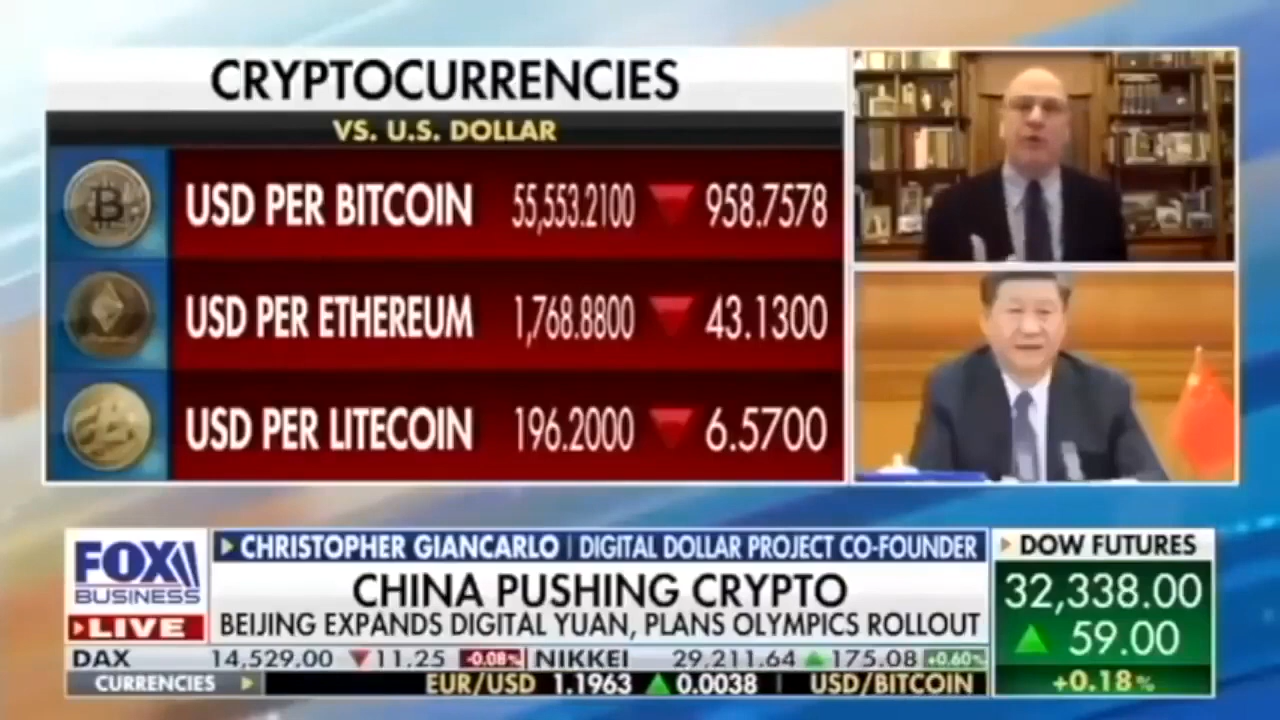 CRYPTOCURRENCIES
VS. U.S. DOLLAR
USD PER BITCOIN 55,553.2100 ▼ 958.7578
USD PER ETHEREUM 1,768.8800 ▼ 43.1300
USD PER LITECOIN 196.2000 ▼ 6.5700
FOX BUSINESS
LIVE
CHRISTOPHER GIANCARLO | DIGITAL DOLLAR PROJECT CO-FOUNDER
CHINA PUSHING CRYPTO
BEIJING EXPANDS DIGITAL YUAN, PLANS OLYMPICS ROLLOUT
DOW FUTURES
32,338.00
▲ 59.00
+0.18%
DAX 14,529.00 ▼ 11.25 -0.08% NIKKEI 29,211.64 ▲ 175.08 +0.60%
CURRENCIES EUR/USD 1.1963 ▲ 0.0038 | USD/BITCOIN